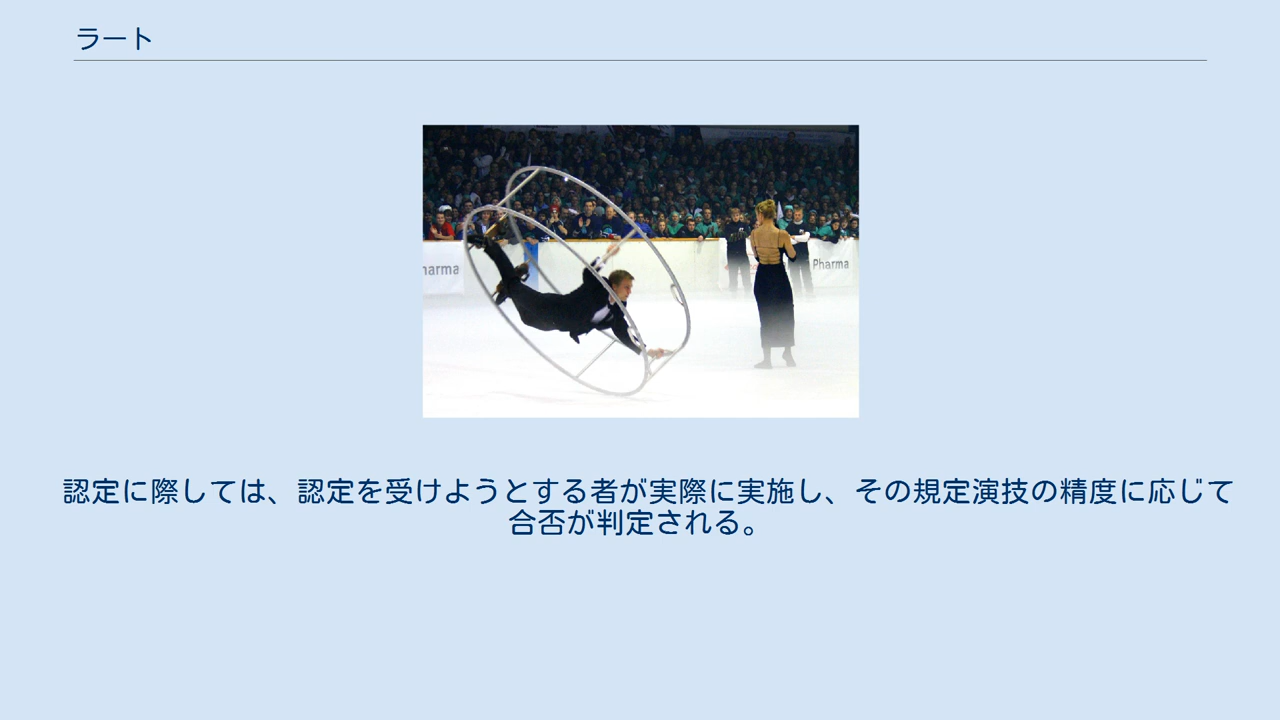 ラート
harma
Pharma
認定に際しては、認定を受けようとする者が実際に実施し、その規定演技の精度に応じて
合否が判定される。